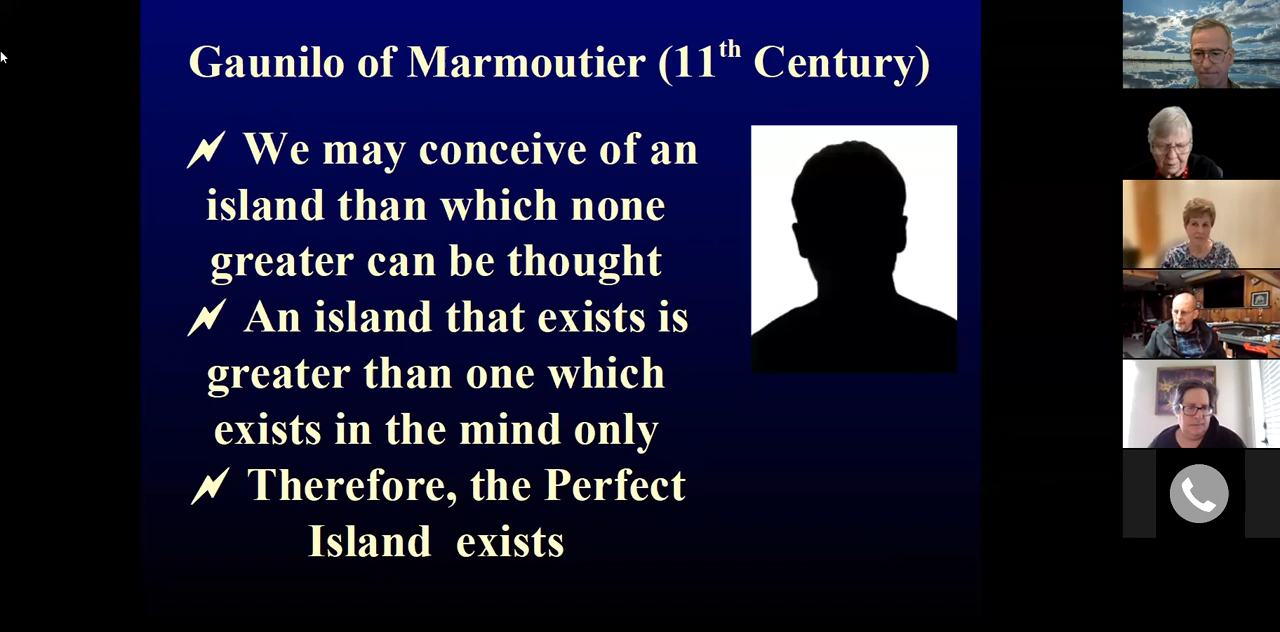 Gaunilo of Marmoutier (11th Century)
We may conceive of an
island than which none
greater can be thought
An island that exists is
greater than one which
exists in the mind only
Therefore, the Perfect
Island exists